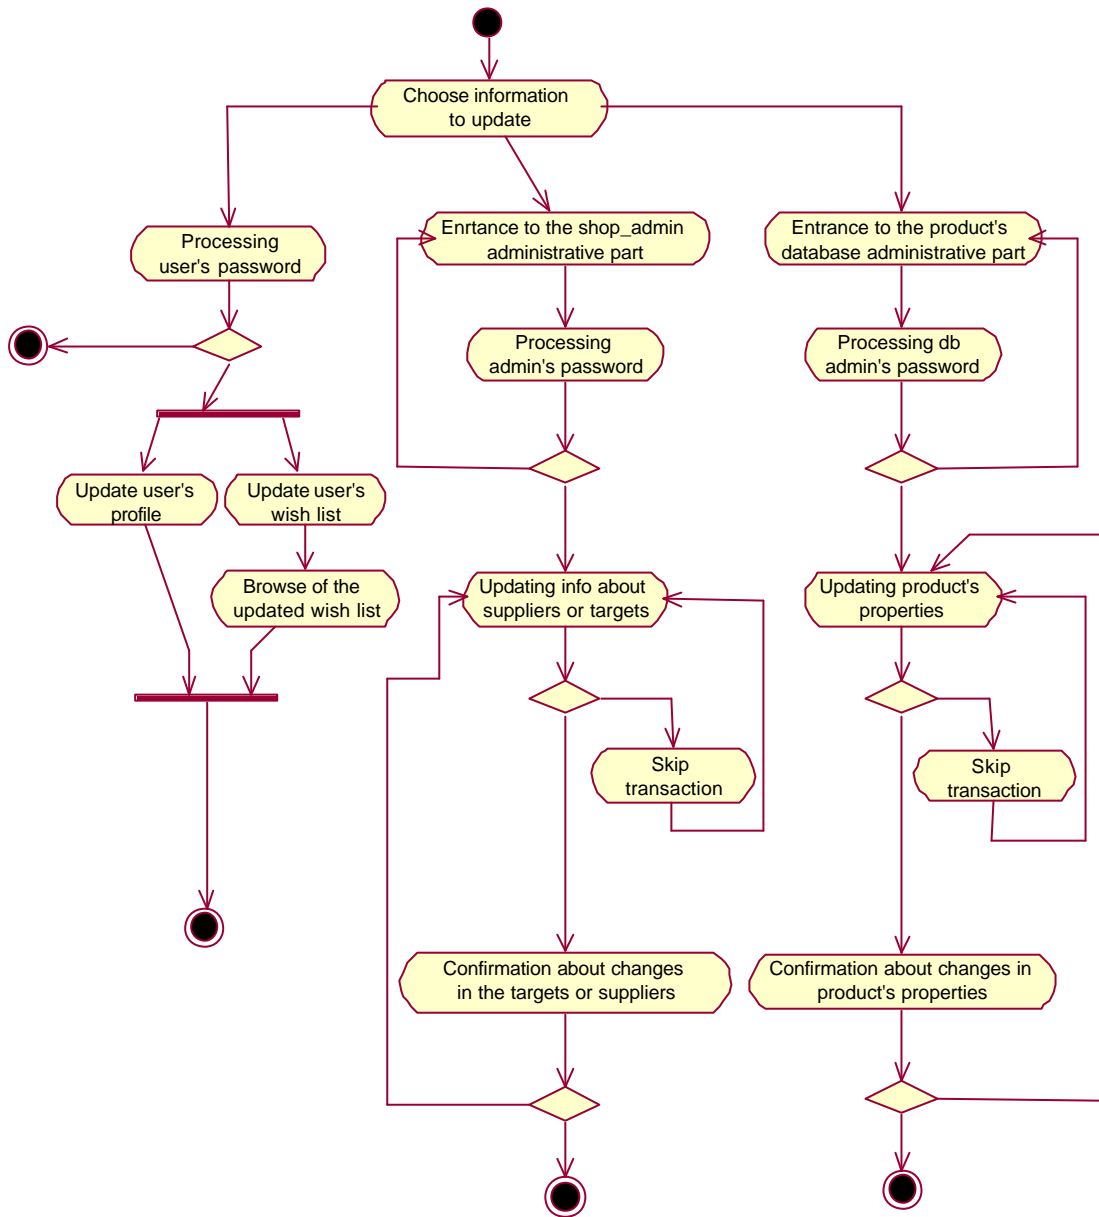 Choose information
to update
Processing
user's password
Enrtance to the shop_admin
administrative part
Entrance to the product's
database administrative part
Processing
admin's password
Processing db
admin's password
Update user's
profile
Update user's
wish list
Browse of the
updated wish list
Updating info about
suppliers or targets
Updating product's
properties
Skip
transaction
Skip
transaction
Confirmation about changes
in the targets or suppliers
Confirmation about changes in
product's properties